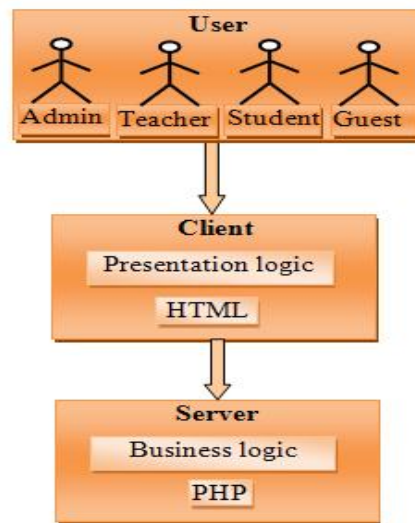 User
Admin Teacher Student Guest
Client
Presentation logic
HTML
Server
Business logic
PHP